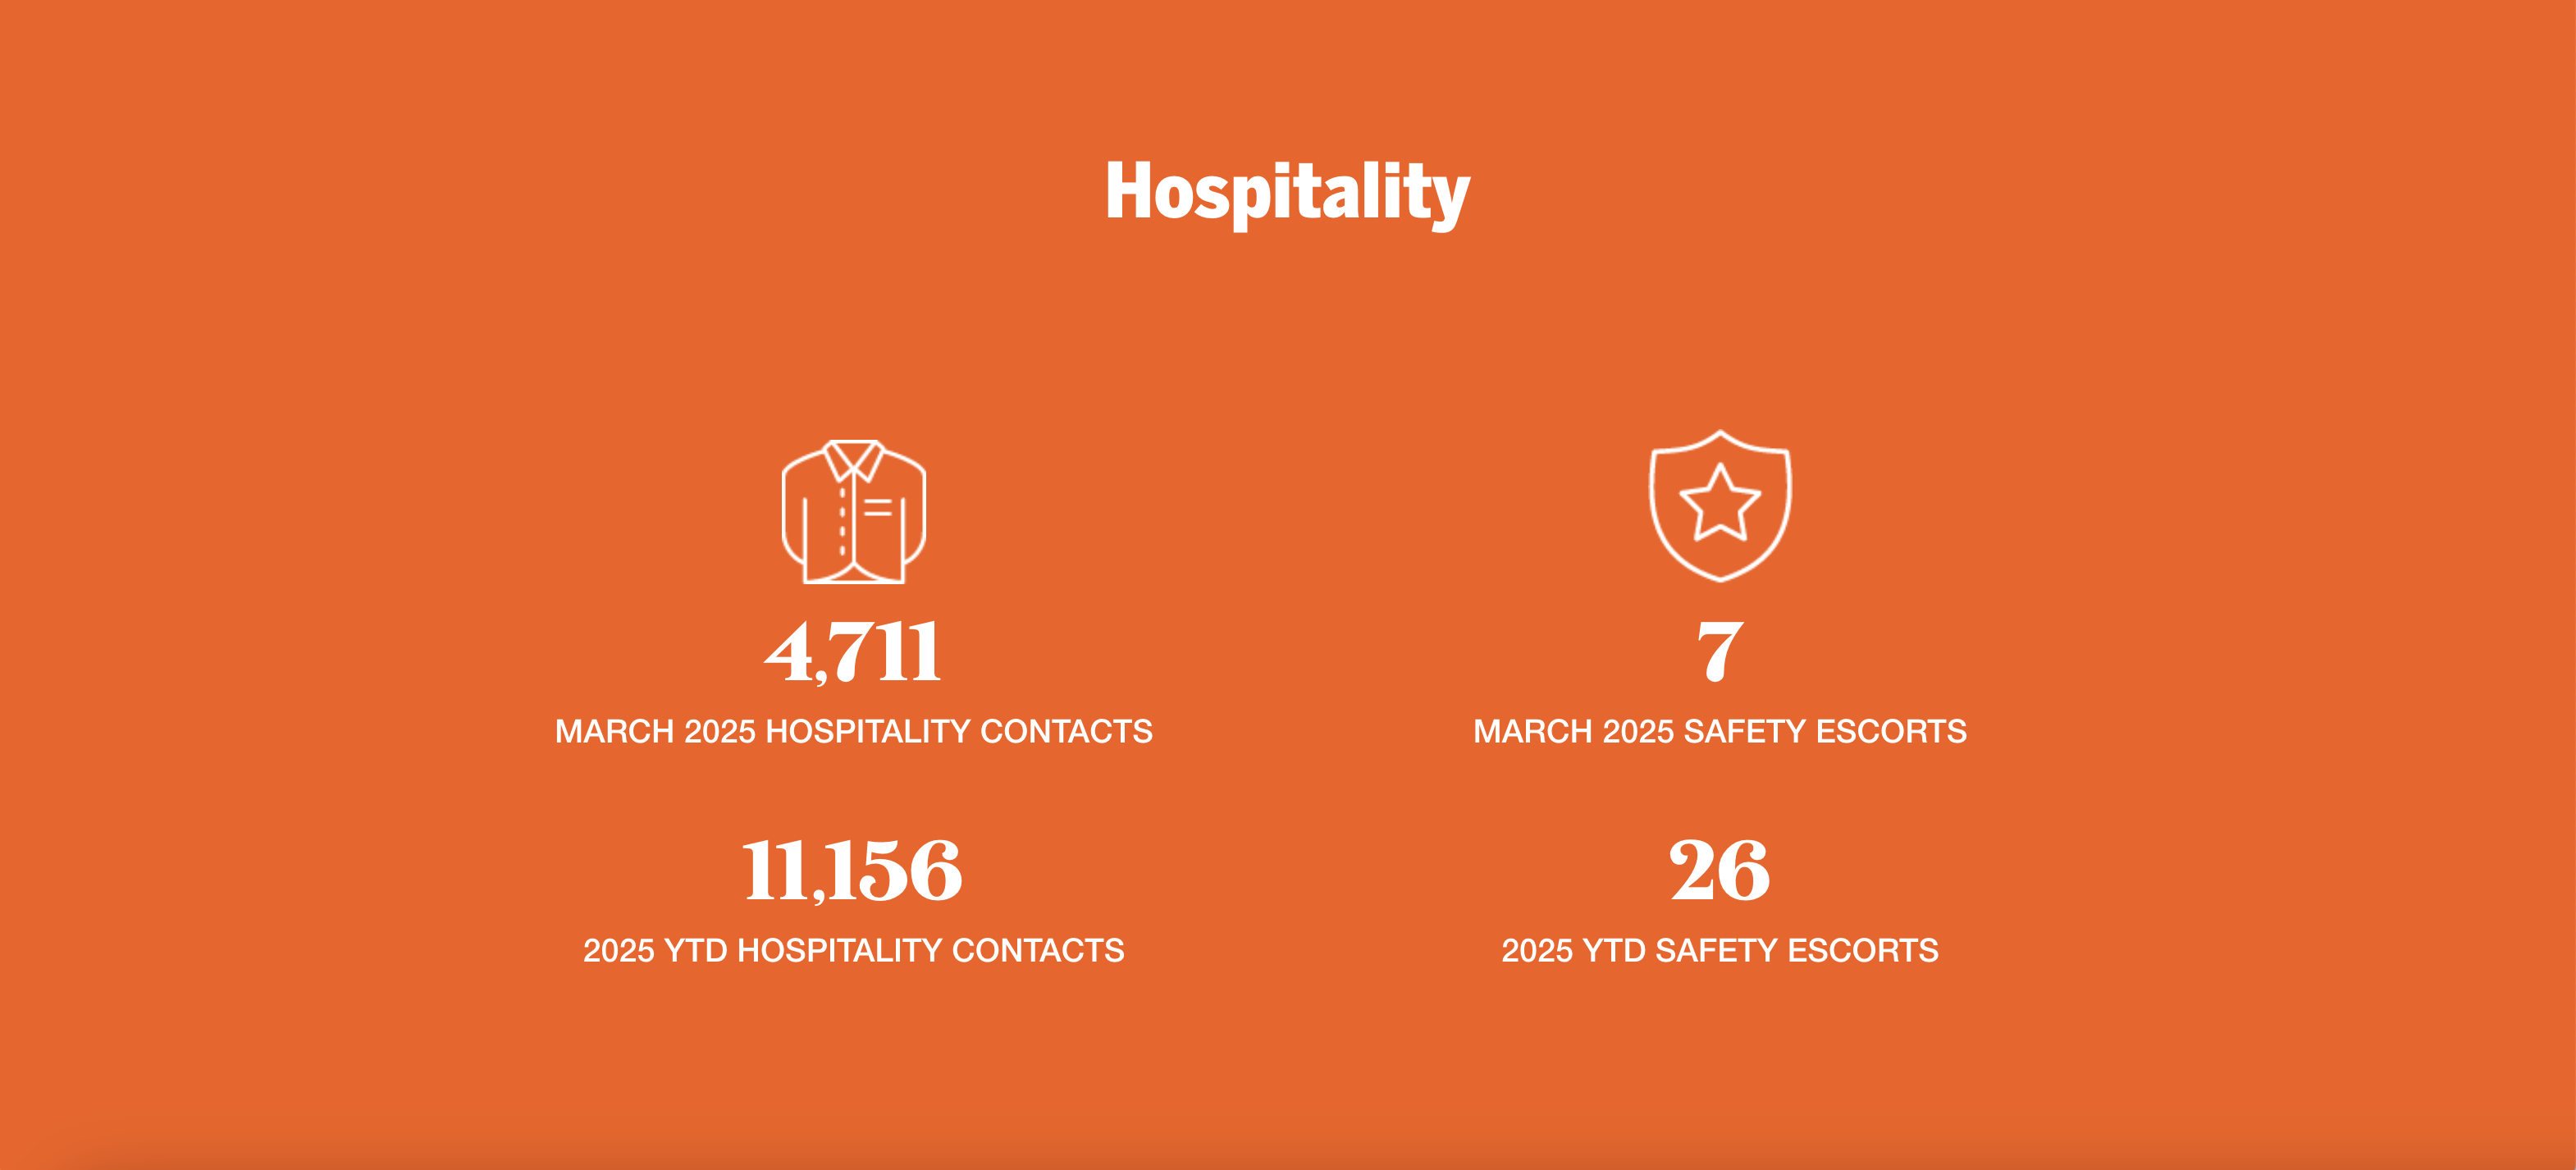 Hospitality
4,711
MARCH 2025 HOSPITALITY CONTACTS
11,156
2025 YTD HOSPITALITY CONTACTS
7
MARCH 2025 SAFETY ESCORTS
26
2025 YTD SAFETY ESCORTS